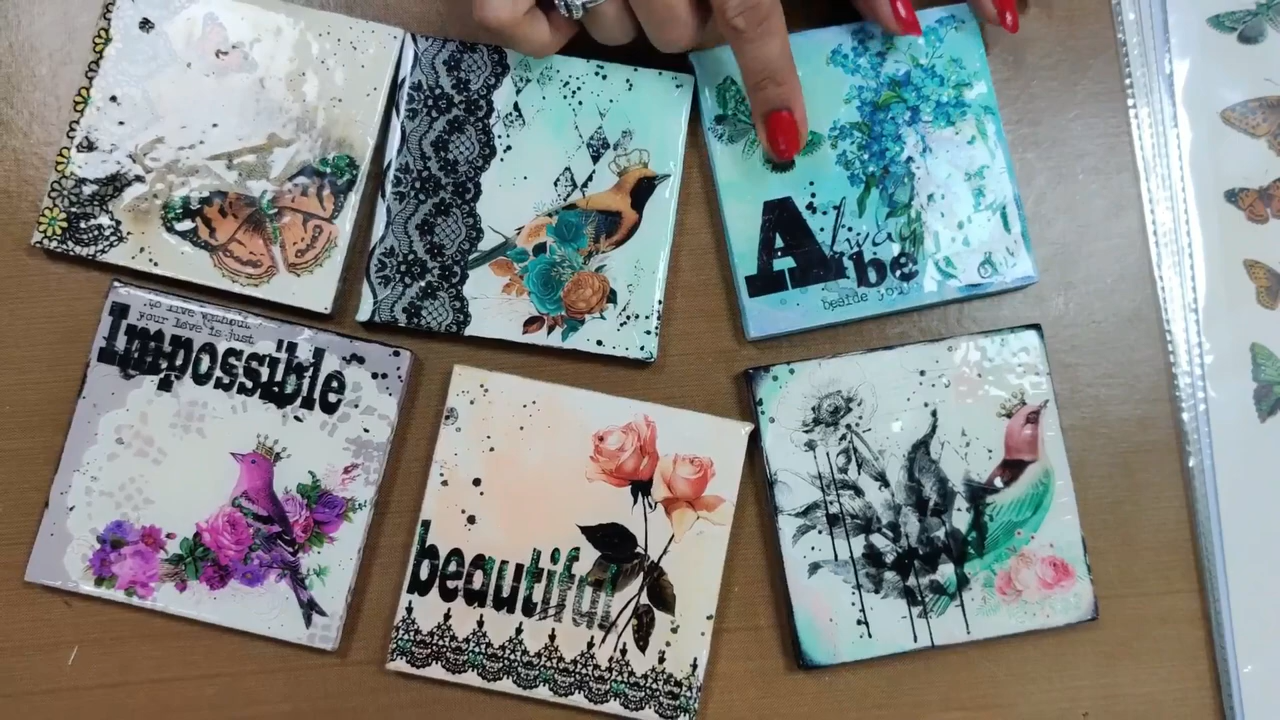 Always
be
beside you
to live without
your love is just
Impossible
beautiful